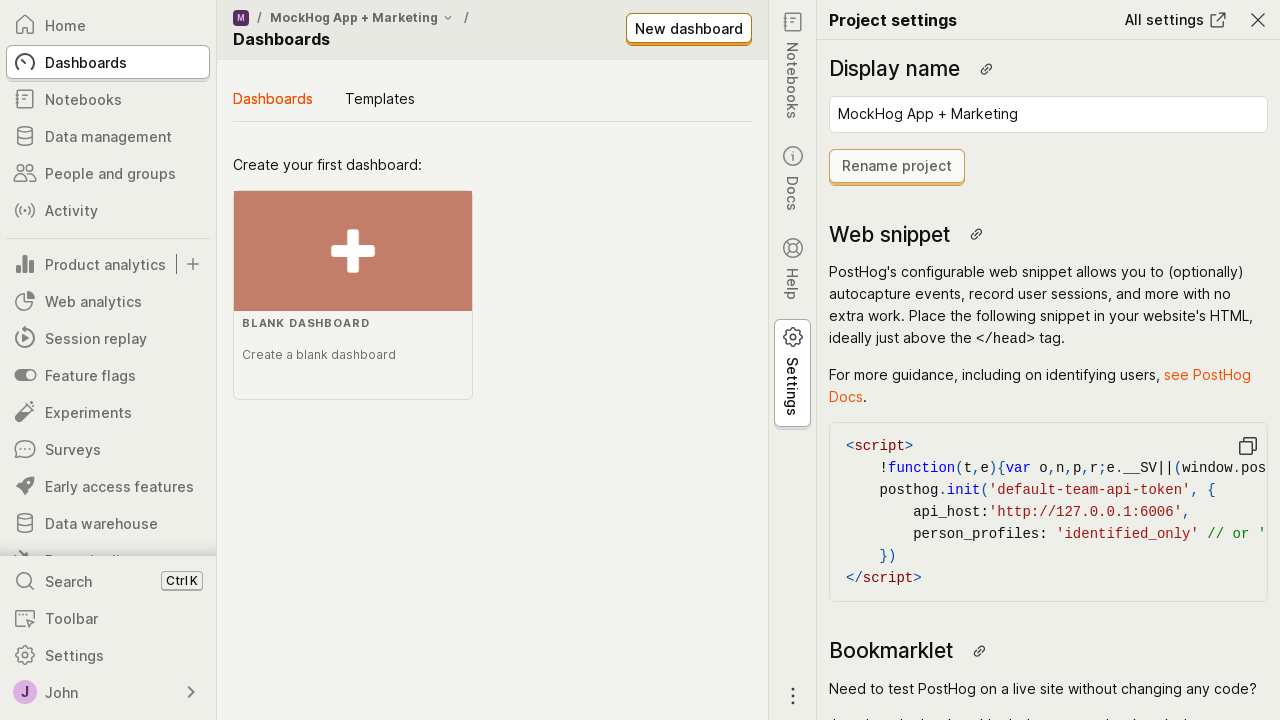 Home
Dashboards
Notebooks
Data management
People and groups
Activity
Product analytics
Web analytics
Session replay
Feature flags
Experiments
Surveys
Early access features
Data warehouse
Search
Ctrl K
Toolbar
Settings
J
John
M / MockHog App + Marketing /
Dashboards
New dashboard
Dashboards
Templates
Create your first dashboard:
BLANK DASHBOARD
Create a blank dashboard
Notebooks
Docs
Help
Settings
Project settings
All settings
Display name
MockHog App + Marketing
Rename project
Web snippet
PostHog's configurable web snippet allows you to (optionally)
autocapture events, record user sessions, and more with no
extra work. Place the following snippet in your website's HTML,
ideally just above the </head> tag.
For more guidance, including on identifying users, see PostHog
Docs.
<script>
!function(t,e){var o,n,p,r;e.__SV||(window.pos
posthog.init('default-team-api-token', {
api_host:'http://127.0.0.1:6006',
person_profiles: 'identified_only' // or '
})
</script>
Bookmarklet
Need to test PostHog on a live site without changing any code?